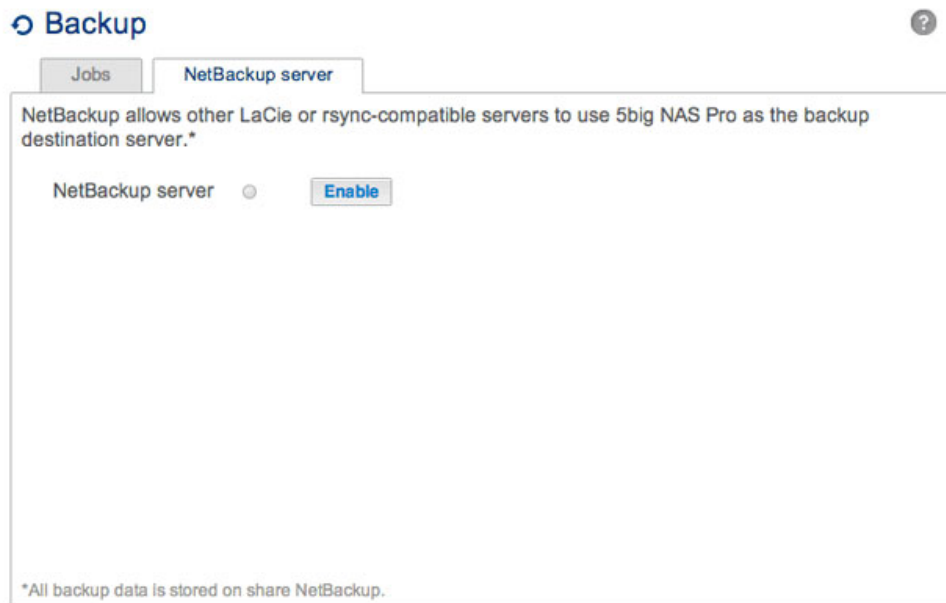 Backup
?
Jobs
NetBackup server
NetBackup allows other LaCie or rsync-compatible servers to use 5big NAS Pro as the backup
destination server.*
NetBackup server
Enable
*All backup data is stored on share NetBackup.